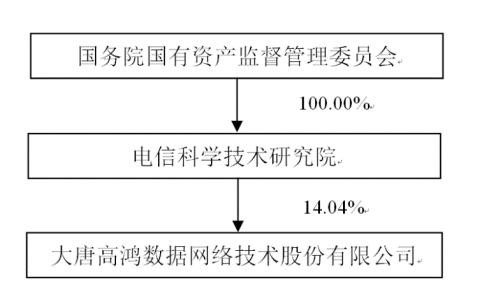 国务院国有资产监督管理委员会
100.00%
电信科学技术研究院
14.04%
大唐高鸿数据网络技术股份有限公司